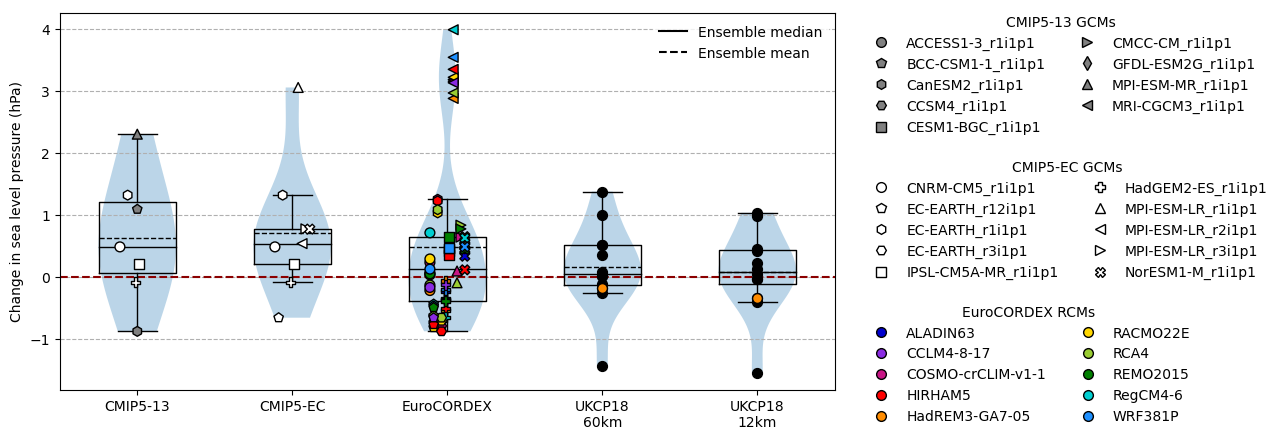 Change in sea level pressure (hPa)
4
3
2
1
0
−1
Ensemble median
Ensemble mean
CMIP5-13
CMIP5-EC
EuroCORDEX
UKCP18
60km
UKCP18
12km
CMIP5-13 GCMs
ACCESS1-3_r1i1p1
BCC-CSM1-1_r1i1p1
CanESM2_r1i1p1
CCSM4_r1i1p1
CESM1-BGC_r1i1p1
CMCC-CM_r1i1p1
GFDL-ESM2G_r1i1p1
MPI-ESM-MR_r1i1p1
MRI-CGCM3_r1i1p1
CMIP5-EC GCMs
CNRM-CM5_r1i1p1
EC-EARTH_r12i1p1
EC-EARTH_r1i1p1
EC-EARTH_r3i1p1
IPSL-CM5A-MR_r1i1p1
HadGEM2-ES_r1i1p1
MPI-ESM-LR_r1i1p1
MPI-ESM-LR_r2i1p1
MPI-ESM-LR_r3i1p1
NorESM1-M_r1i1p1
EuroCORDEX RCMs
ALADIN63
CCLM4-8-17
COSMO-crCLIM-v1-1
HIRHAM5
HadREM3-GA7-05
RACMO22E
RCA4
REMO2015
RegCM4-6
WRF381P